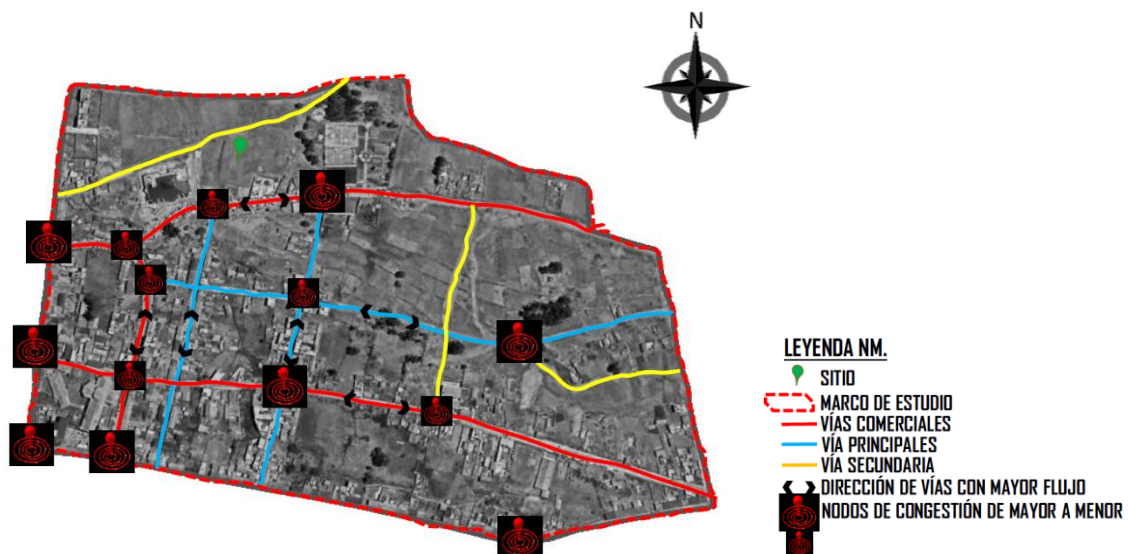 N
LEYENDA NM.
SITIO
MARCO DE ESTUDIO
VÍAS COMERCIALES
VÍA PRINCIPALES
VÍA SECUNDARIA
DIRECCIÓN DE VÍAS CON MAYOR FLUJO
NODOS DE CONGESTIÓN DE MAYOR A MENOR